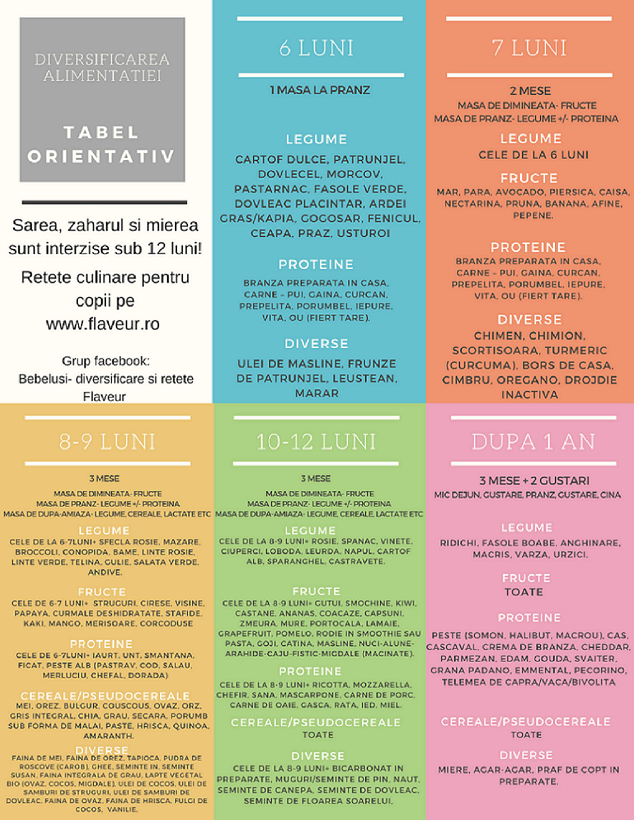 DIVERSIFICAREA
ALIMENTATIEI
TABEL
ORIENTATIV
Sarea, zaharul si mierea
sunt interzise sub 12 luni!
Retete culinare pentru
copii pe
www.flaveur.ro
Grup facebook:
Bebelusi- diversificare si retete
Flaveur
6 LUNI
1 MASA LA PRANZ
LEGUME
CARTOF DULCE, PATRUNJEL,
DOVLECEL, MORCOV,
PASTARNAC, FASOLE VERDE,
DOVLEAC PLACINTAR, ARDEI
GRAS/KAPIA, GOGOSAR, FENICUL,
CEAPA, PRAZ, USTUROI
PROTEINE
BRANZA PREPARATA IN CASA,
CARNE - PUI, GAINA, CURCAN,
PREPELITA, PORUMBEL, IEPURE,
VITA, OU (FIERT TARE).
DIVERSE
ULEI DE MASLINE, FRUNZE
DE PATRUNJEL, LEUSTEAN,
MARAR
7 LUNI
2 MESE
MASA DE DIMINEATA- FRUCTE
MASA DE PRANZ- LEGUME +/- PROTEINA
LEGUME
CELE DE LA 6 LUNI
FRUCTE
MAR, PARA, AVOCADO, PIERSICA, CAISA,
NECTARINA, PRUNA, BANANA, AFINE,
PEPENE.
PROTEINE
BRANZA PREPARATA IN CASA,
CARNE - PUI, GAINA, CURCAN,
PREPELITA, PORUMBEL, IEPURE,
VITA, OU (FIERT TARE).
DIVERSE
CHIMEN, CHIMION,
SCORTISOARA, TURMERIC
(CURCUMA), BORS DE CASA,
CIMBRU, OREGANO, DROJDIE
INACTIVA
8-9 LUNI
3 MESE
MASA DE DIMINEATA- FRUCTE
MASA DE PRANZ- LEGUME +/- PROTEINA
MASA DE DUPA-AMIAZA- LEGUME, CEREALE, LACTATE ETC
LEGUME
CELE DE LA 6-7LUNI+ SFECLA ROSIE, MAZARE,
BROCCOLI, CONOPIDA, BAME, LINTE ROSIE,
LINTE VERDE, TELINA, GULIE, SALATA VERDE,
ANDIVE.
FRUCTE
CELE DE 6-7 LUNI+ STRUGURI, CIRESE, VISINE,
PAPAYA, CURMALE DESHIDRATATE, STAFIDE,
KAKI, MANGO, MERISOARE, CORCODUSE
PROTEINE
CELE DE 6-7LUNI+ IAURT, UNT, SMANTANA,
FICAT, PESTE ALB (PASTRAV, COD, SALAU,
MERLUCIU, CHEFAL, DORADA)
CEREALE/PSEUDOCEREALE
MEI, OREZ, BULGUR, COUSCOUS, OVAZ, ORZ,
GRIS INTEGRAL, CHIA, GRAU, SECARA, PORUMB
SUB FORMA DE MALAI, PASTE, HRISCA, QUINOA,
AMARANTH.
DIVERSE
FAINA DE MEI, FAINA DE OREZ, TAPIOCA, PUDRA DE
ROSCOVE (CAROB), GHEE, SEMINTE IN, SEMINTE
SUSAN, FAINA INTEGRALA DE GRAU, LAPTE VEGETAL
BIO (OVAZ, COCOS, MIGDALE), ULEI DE COCOS, ULEI DE
SAMBURI DE STRUGURI, ULEI DE SAMBURI DE
DOVLEAC, FAINA DE OVAZ, FAINA DE HRISCA, FULGI DE
COCOS, VANILIE,
10-12 LUNI
3 MESE
MASA DE DIMINEATA- FRUCTE
MASA DE PRANZ- LEGUME +/- PROTEINA
MASA DE DUPA-AMIAZA- LEGUME, CEREALE, LACTATE ETC
LEGUME
CELE DE LA 8-9 LUNI+ ROSIE, SPANAC, VINETE,
CIUPERCI, LOBODA, LEURDA, NAPUL, CARTOF
ALB, SPARANGHEL, CASTRAVETE.
FRUCTE
CELE DE LA 8-9 LUNI+ GUTUI, SMOCHINE, KIWI,
CASTANE, ANANAS, COACAZE, CAPSUNI,
ZMEURA, MURE, PORTOCALA, LAMAIE,
GRAPEFRUIT, POMELO, RODIE IN SMOOTHIE SAU
PASTA, GOJI, CATINA, MASLINE, NUCI-ALUNE-
ARAHIDE-CAJU-FISTIC-MIGDALE (MACINATE).
PROTEINE
CELE DE LA 8-9 LUNI+ RICOTTA, MOZZARELLA,
CHEFIR, SANA, MASCARPONE, CARNE DE PORC,
CARNE DE OAIE, GASCA, RATA, IED, MIEL.
CEREALE/PSEUDOCEREALE
TOATE
DIVERSE
CELE DE LA 8-9 LUNI+ BICARBONAT IN
PREPARATE, MUGURI/SEMINTE DE PIN, NAUT,
SEMINTE DE CANEPA, SEMINTE DE DOVLEAC,
SEMINTE DE FLOAREA SOARELUI,
DUPA 1 AN
3 MESE + 2 GUSTARI
MIC DEJUN, GUSTARE, PRANZ, GUSTARE, CINA
LEGUME
RIDICHI, FASOLE BOABE, ANGHINARE,
MACRIS, VARZA, URZICI.
FRUCTE
TOATE
PROTEINE
PESTE (SOMON, HALIBUT, MACROU), CAS,
CASCAVAL, CREMA DE BRANZA, CHEDDAR,
PARMEZAN, EDAM, GOUDA, SVAITER,
GRANA PADANO, EMMENTAL, PECORINO,
TELEMEA DE CAPRA/VACA/BIVOLITA
CEREALE/PSEUDOCEREALE
TOATE
DIVERSE
MIERE, AGAR-AGAR, PRAF DE COPT IN
PREPARATE.